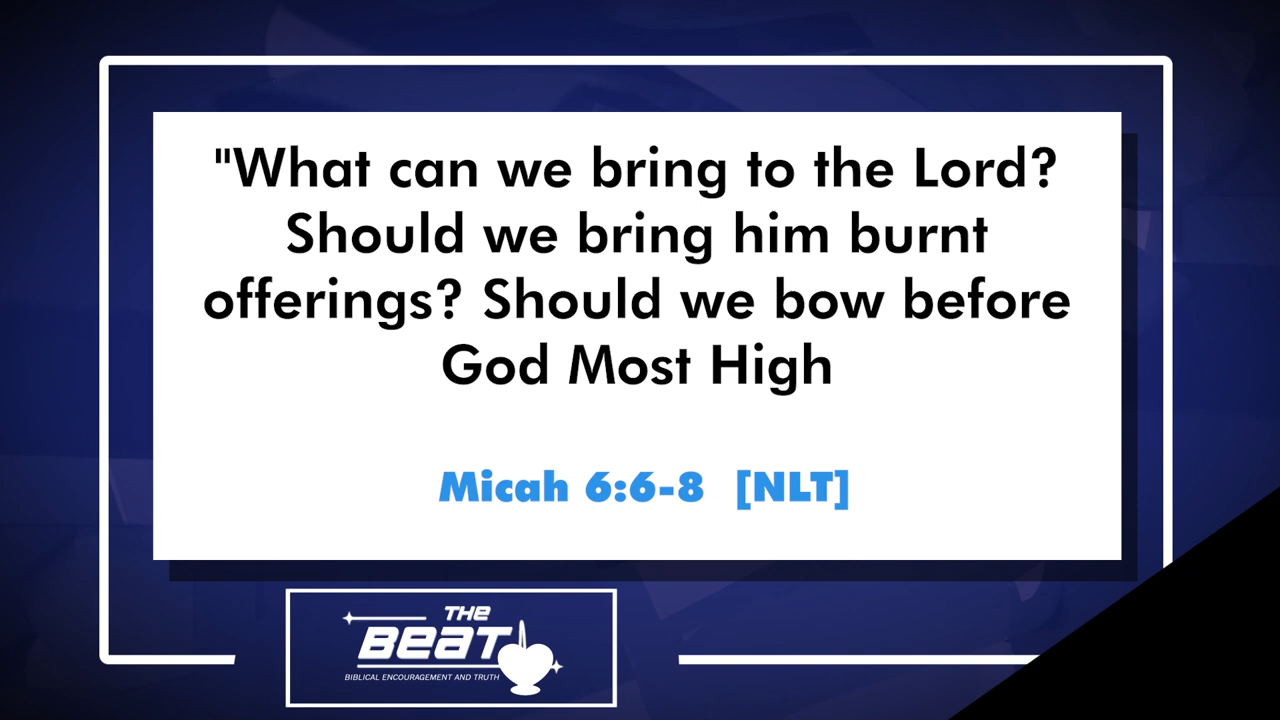 "What can we bring to the Lord?
Should we bring him burnt
offerings? Should we bow before
God Most High
Micah 6:6-8 [NLT]
THE
BEAT
BIBLICAL ENCOURAGEMENT AND TRUTH